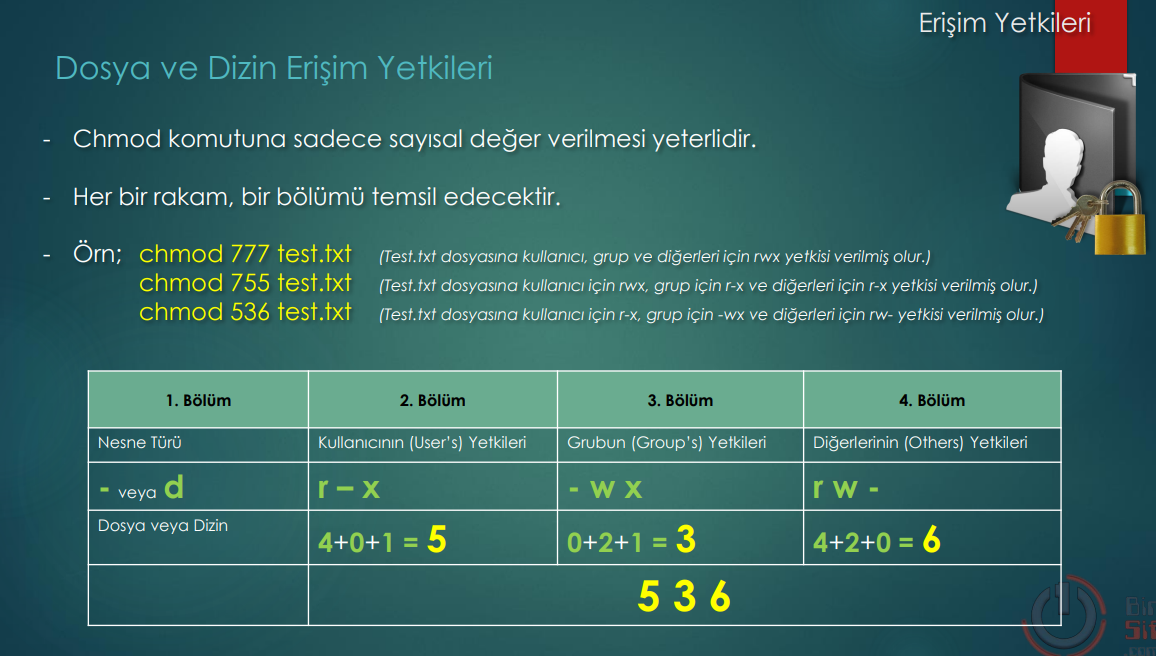 Erişim Yetkileri
Dosya ve Dizin Erişim Yetkileri
- Chmod komutuna sadece sayısal değer verilmesi yeterlidir.
- Her bir rakam, bir bölümü temsil edecektir.
- Örn; chmod 777 test.txt (Test.txt dosyasına kullanıcı, grup ve diğerleri için rwx yetkisi verilmiş olur.)
chmod 755 test.txt (Test.txt dosyasına kullanıcı için rwx, grup için r-x ve diğerleri için r-x yetkisi verilmiş olur.)
chmod 536 test.txt (Test.txt dosyasına kullanıcı için r-x, grup için -wx ve diğerleri için rw- yetkisi verilmiş olur.)
1. Bölüm 2. Bölüm 3. Bölüm 4. Bölüm
Nesne Türü Kullanıcının (User's) Yetkileri Grubun (Group's) Yetkileri Diğerlerinin (Others) Yetkileri
- veya d r – x - w x r w -
Dosya veya Dizin 4+0+1 = 5 0+2+1 = 3 4+2+0 = 6
5 3 6